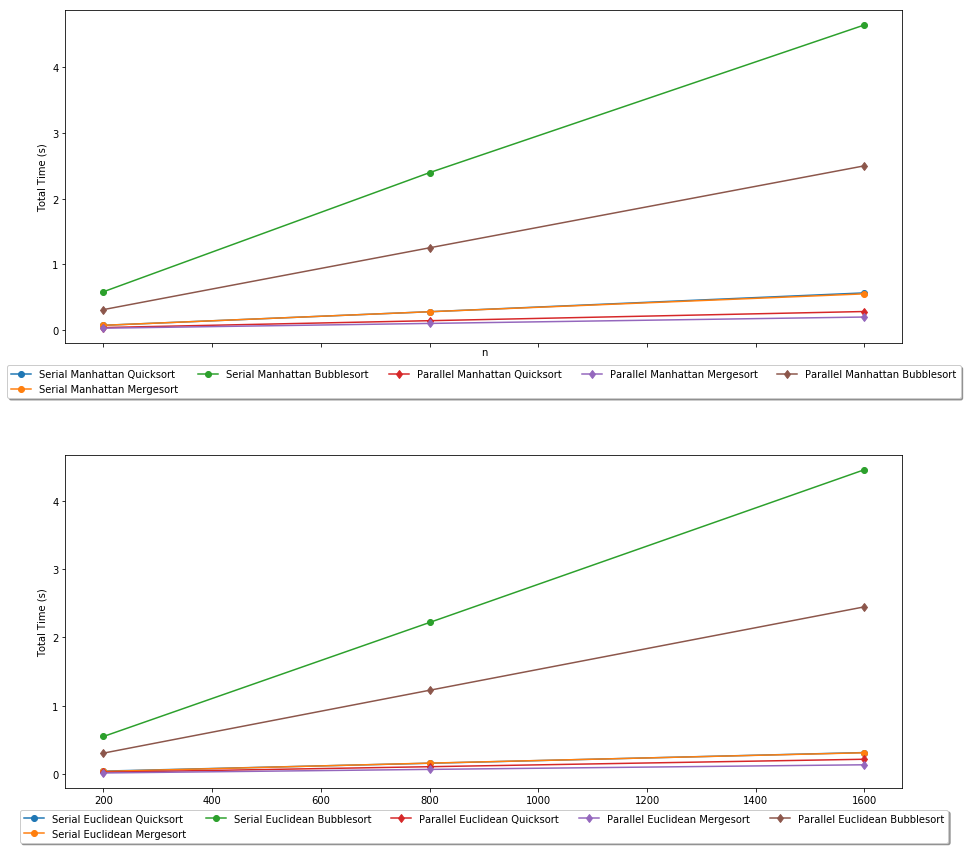 4
3
2
1
0
Total Time (s)
n
Serial Manhattan Quicksort Serial Manhattan Bubblesort Parallel Manhattan Quicksort Parallel Manhattan Mergesort Parallel Manhattan Bubblesort
Serial Manhattan Mergesort
4
3
2
1
0
Total Time (s)
200 400 600 800 1000 1200 1400 1600
Serial Euclidean Quicksort Serial Euclidean Bubblesort Parallel Euclidean Quicksort Parallel Euclidean Mergesort Parallel Euclidean Bubblesort
Serial Euclidean Mergesort